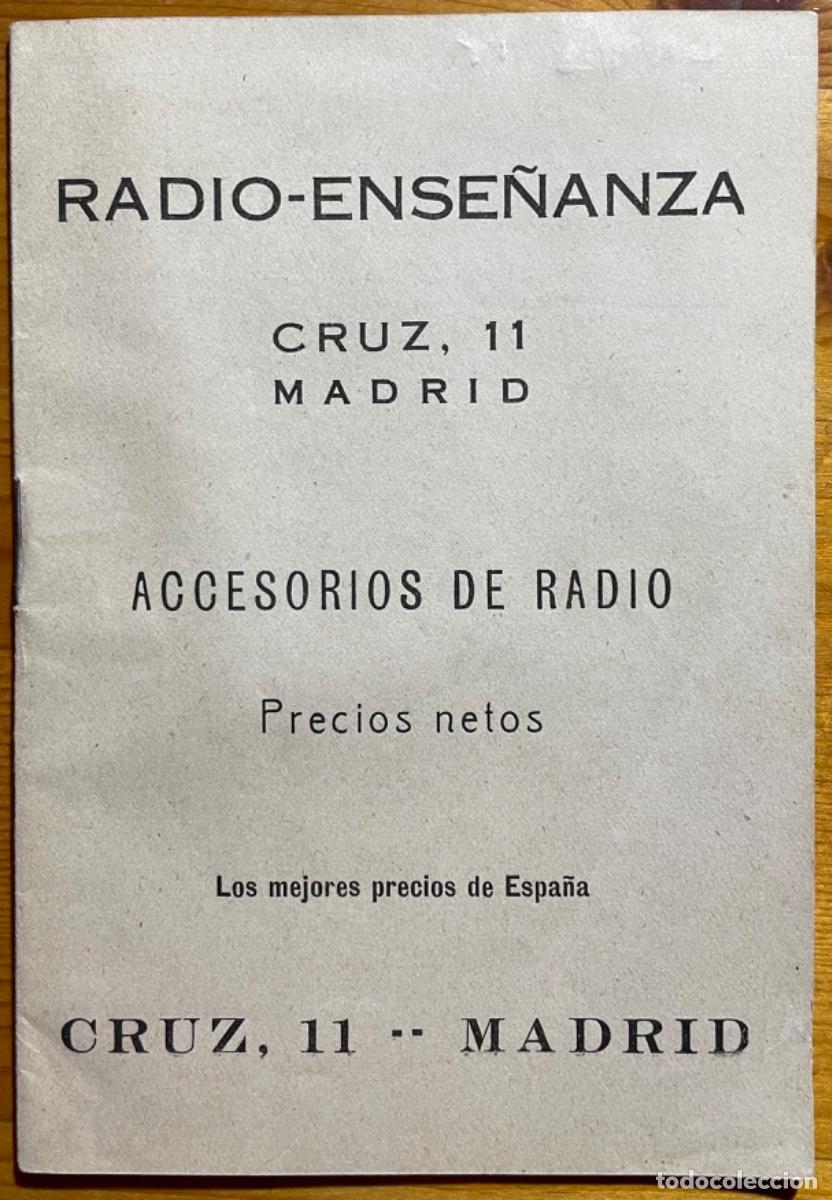 RADIO-ENSEÑANZA
CRUZ, 11
MADRID
ACCESORIOS DE RADIO
Precios netos
Los mejores precios de España
CRUZ, 11 -- MADRID
todocoleccion